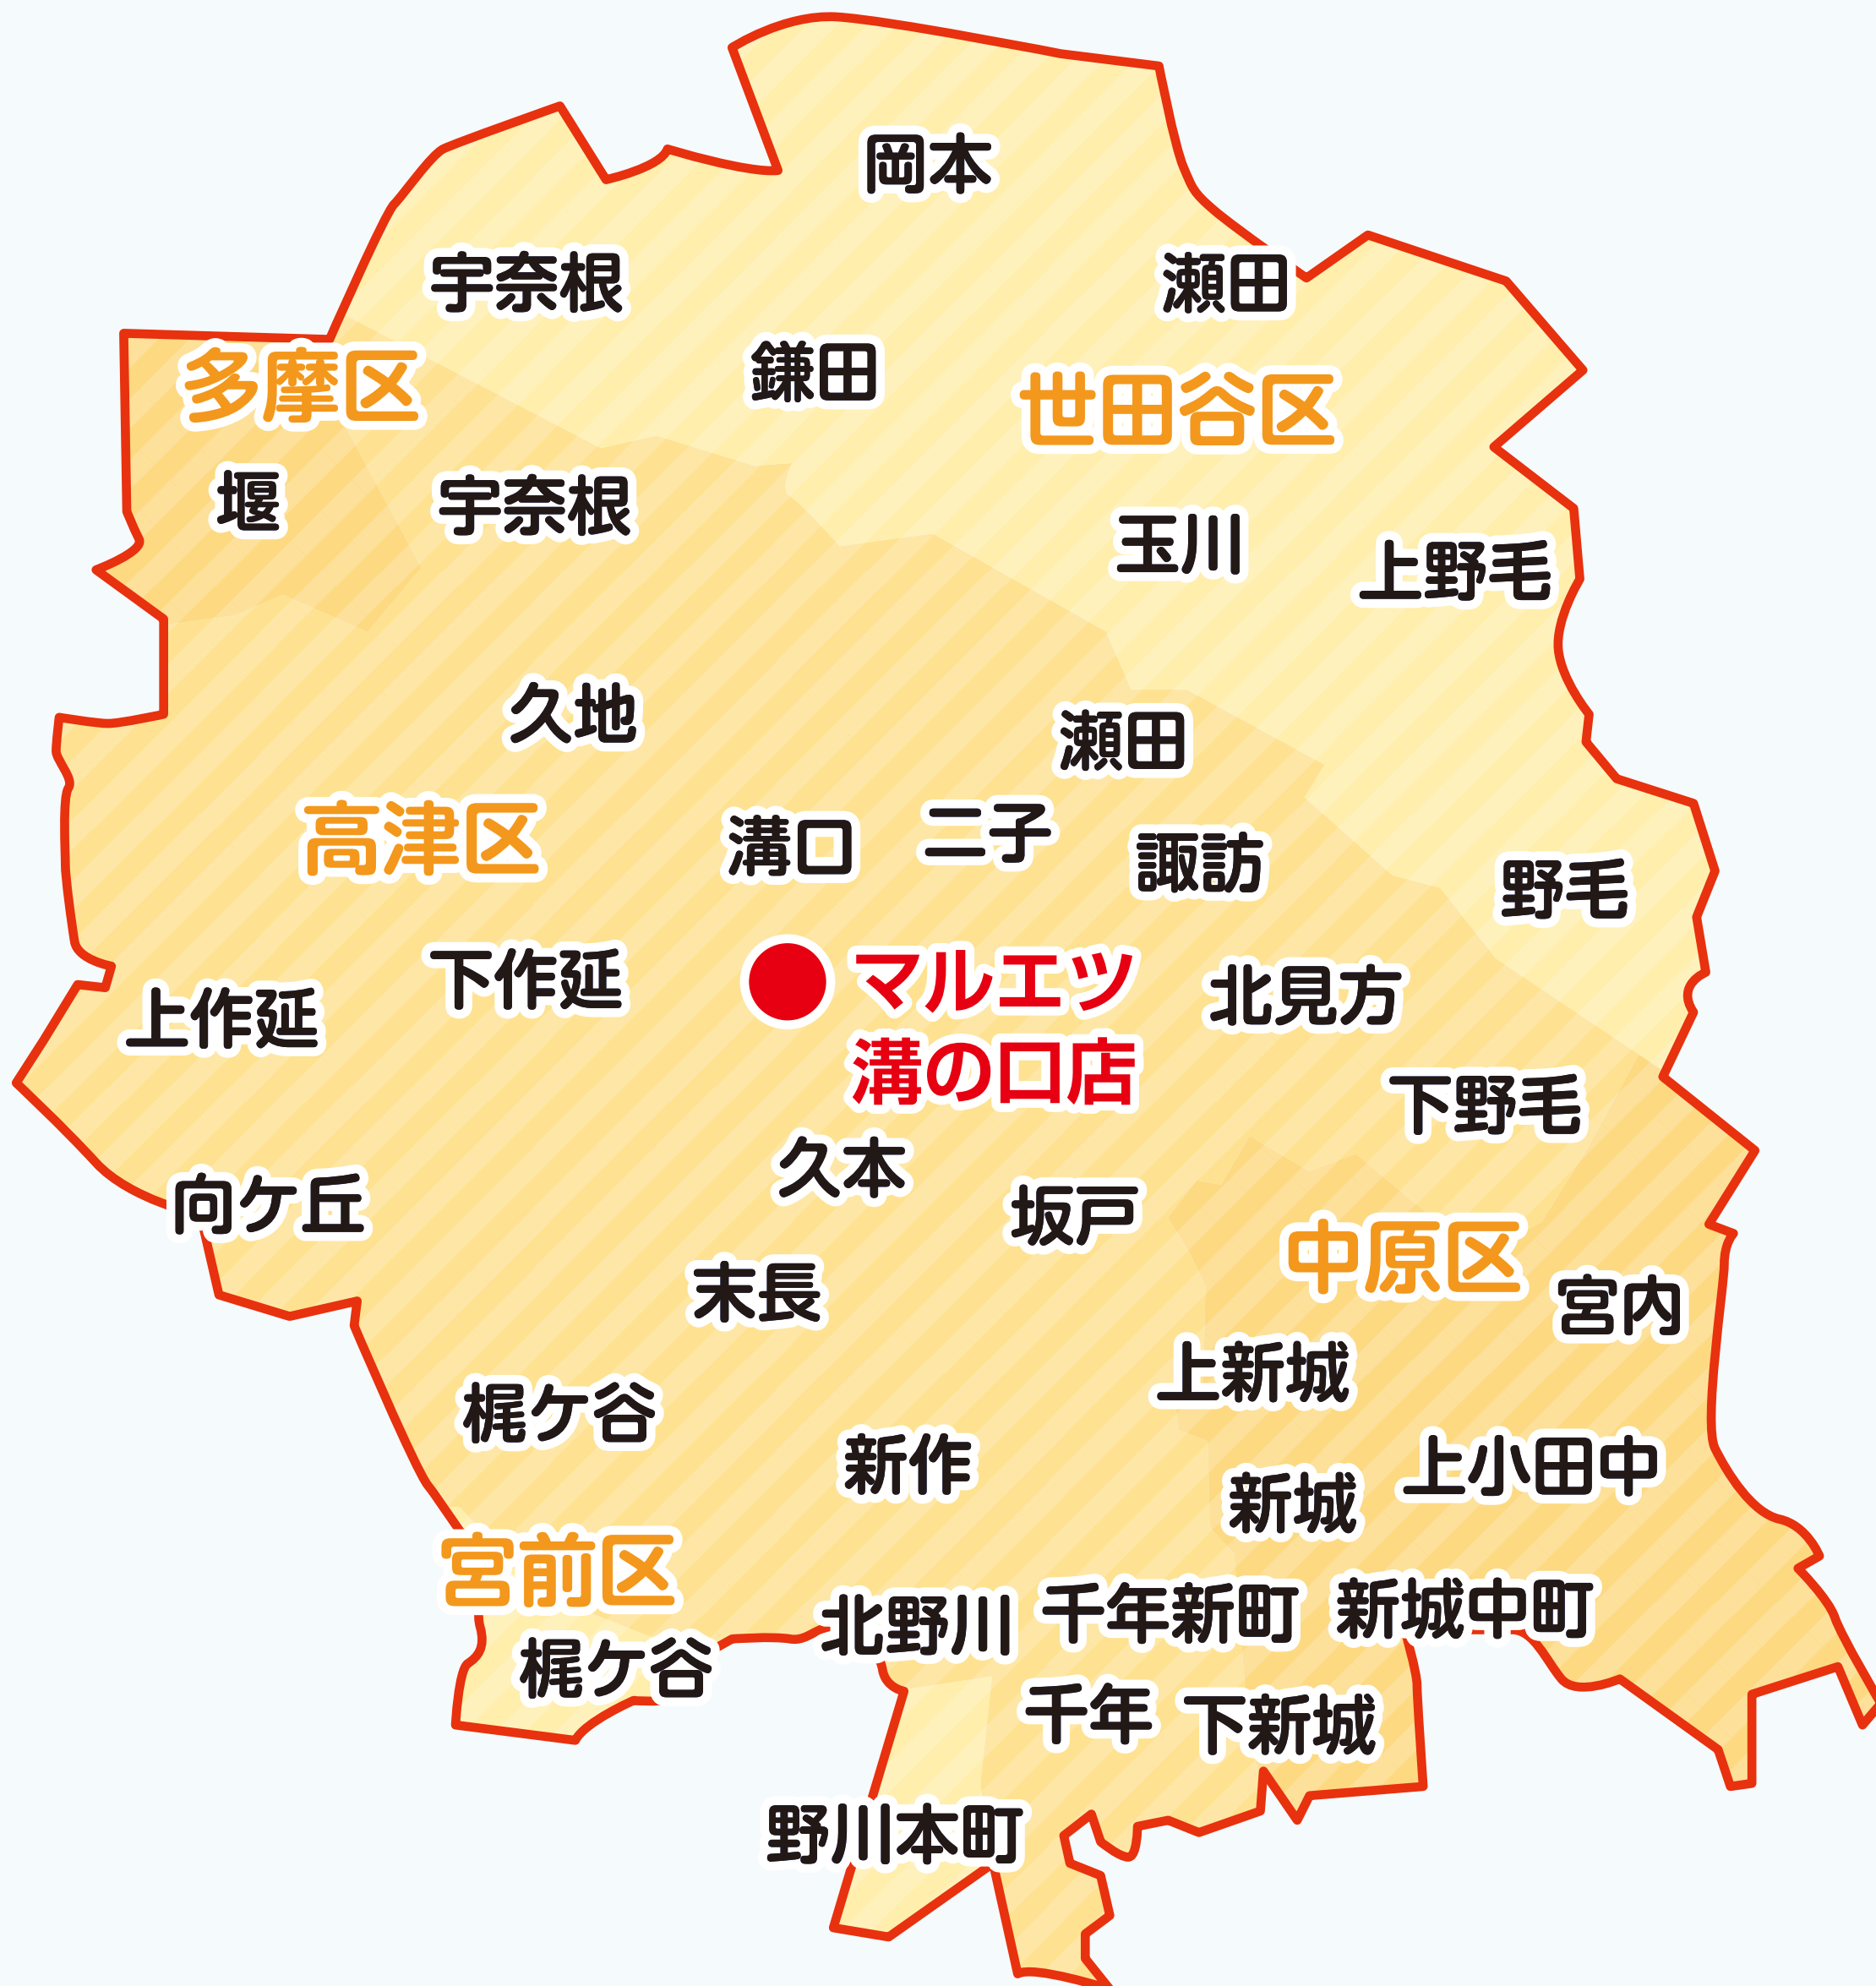 岡本
宇奈根
瀬田
鎌田
多摩区
世田谷区
堰
宇奈根
玉川
上野毛
久地
瀬田
高津区
溝口
二子
諏訪
野毛
下作延
マルエツ
溝の口店
北見方
上作延
下野毛
久本
向ケ丘
坂戸
中原区
末長
宮内
上新城
梶ケ谷
新作
上小田中
新城
宮前区
北野川
千年新町
新城中町
梶ケ谷
千年
下新城
野川本町